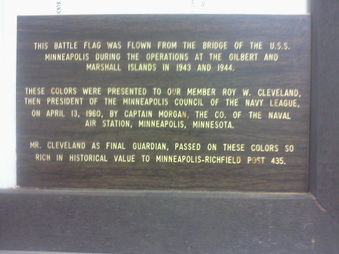 THIS BATTLE FLAG WAS FLOWN FROM THE BRIDGE OF THE U.S.S.
MINNEAPOLIS DURING THE OPERATIONS AT THE GILBERT AND
MARSHALL ISLANDS IN 1943 AND 1944.
THESE COLORS WERE PRESENTED TO OUR MEMBER ROY W. CLEVELAND,
THEN PRESIDENT OF THE MINNEAPOLIS COUNCIL OF THE NAVY LEAGUE,
ON APRIL 13, 1960, BY CAPTAIN MORGAN, THE CO. OF THE NAVAL
AIR STATION, MINNEAPOLIS, MINNESOTA.
MR. CLEVELAND AS FINAL GUARDIAN, PASSED ON THESE COLORS SO
RICH IN HISTORICAL VALUE TO MINNEAPOLIS-RICHFIELD POST 435.